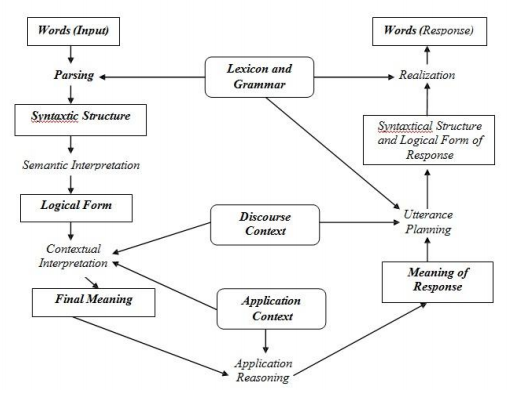 Words (Input)
Words (Response)
Parsing
Lexicon and
Grammar
Realization
Syntaxtic Structure
Syntaxtical Structure
and Logical Form of
Response
Semantic Interpretation
Logical Form
Discourse
Context
Utterance
Planning
Contextual
Interpretation
Meaning of
Response
Final Meaning
Application
Context
Application
Reasoning